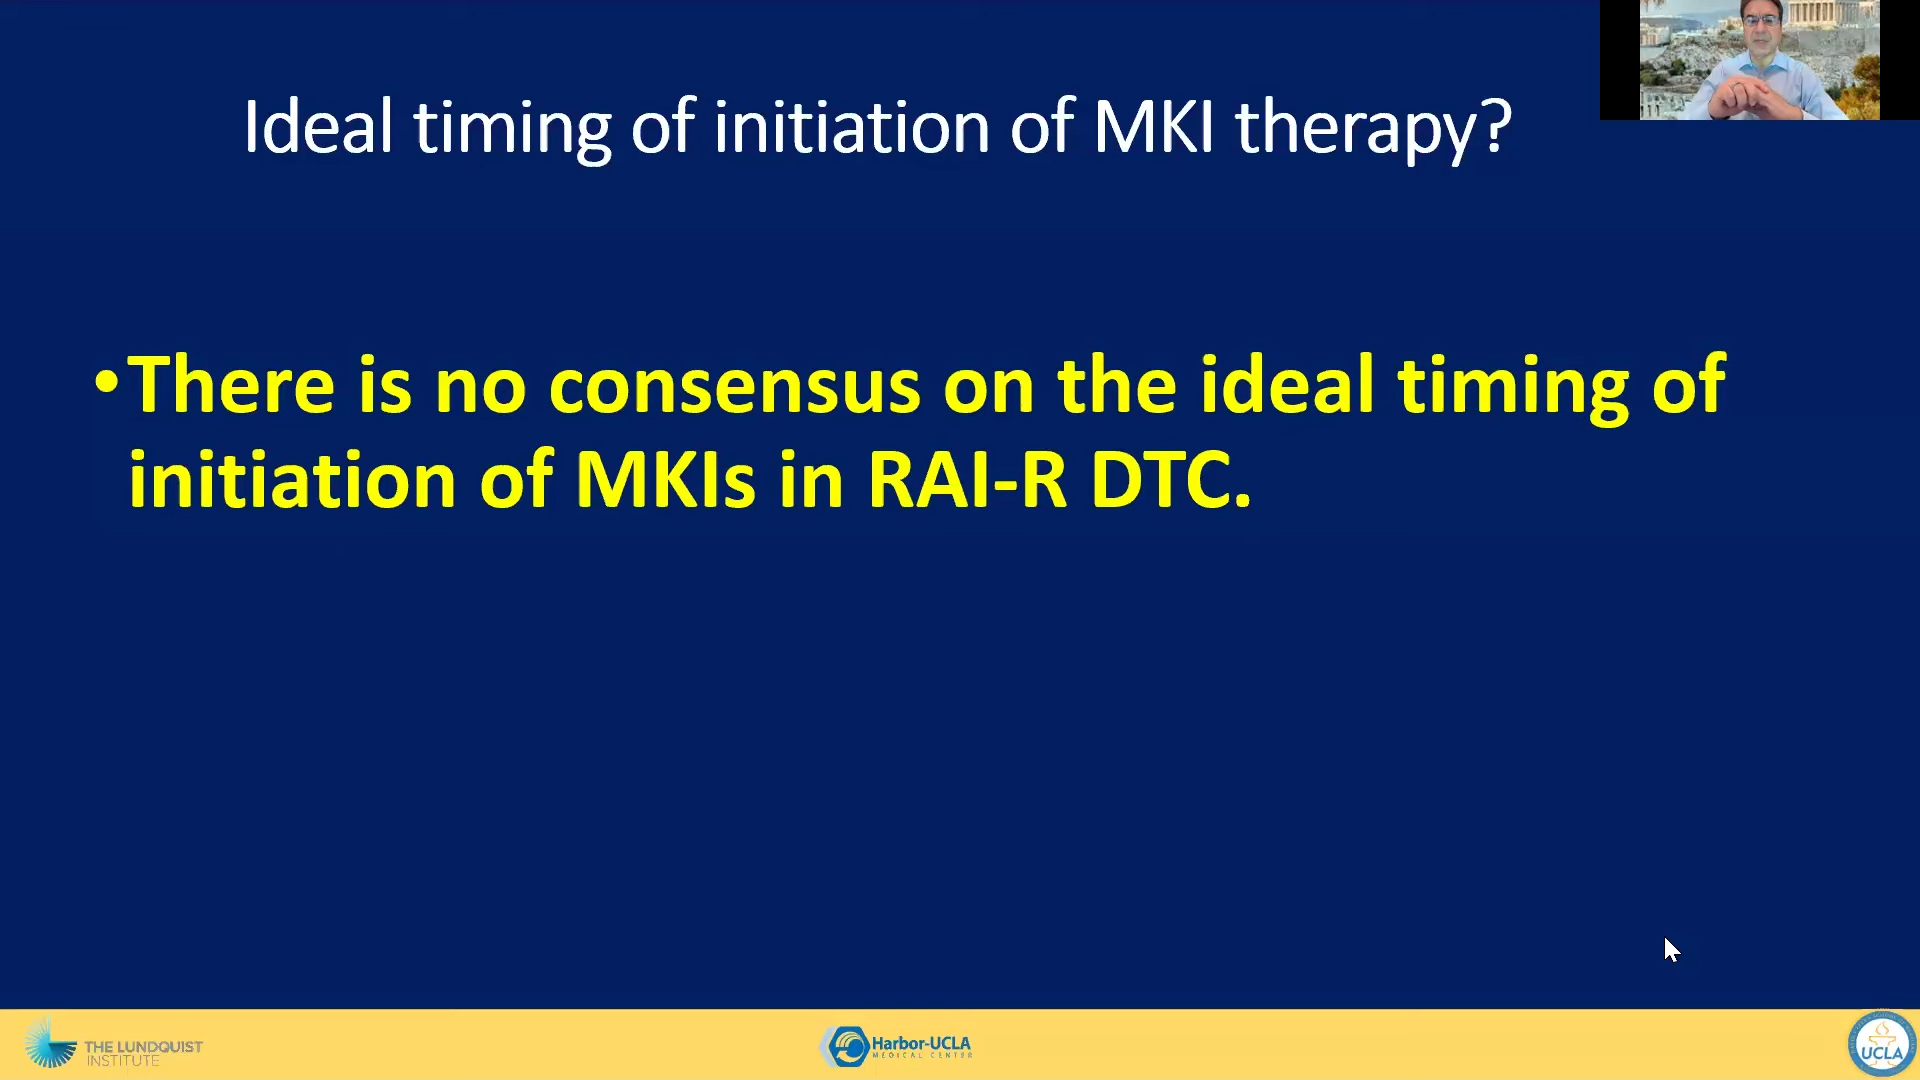 Ideal timing of initiation of MKI therapy?
•There is no consensus on the ideal timing of
initiation of MKIs in RAI-R DTC.
THE LUNDQUIST
INSTITUTE
Harbor-UCLA
MEDICAL CENTER
UCLA